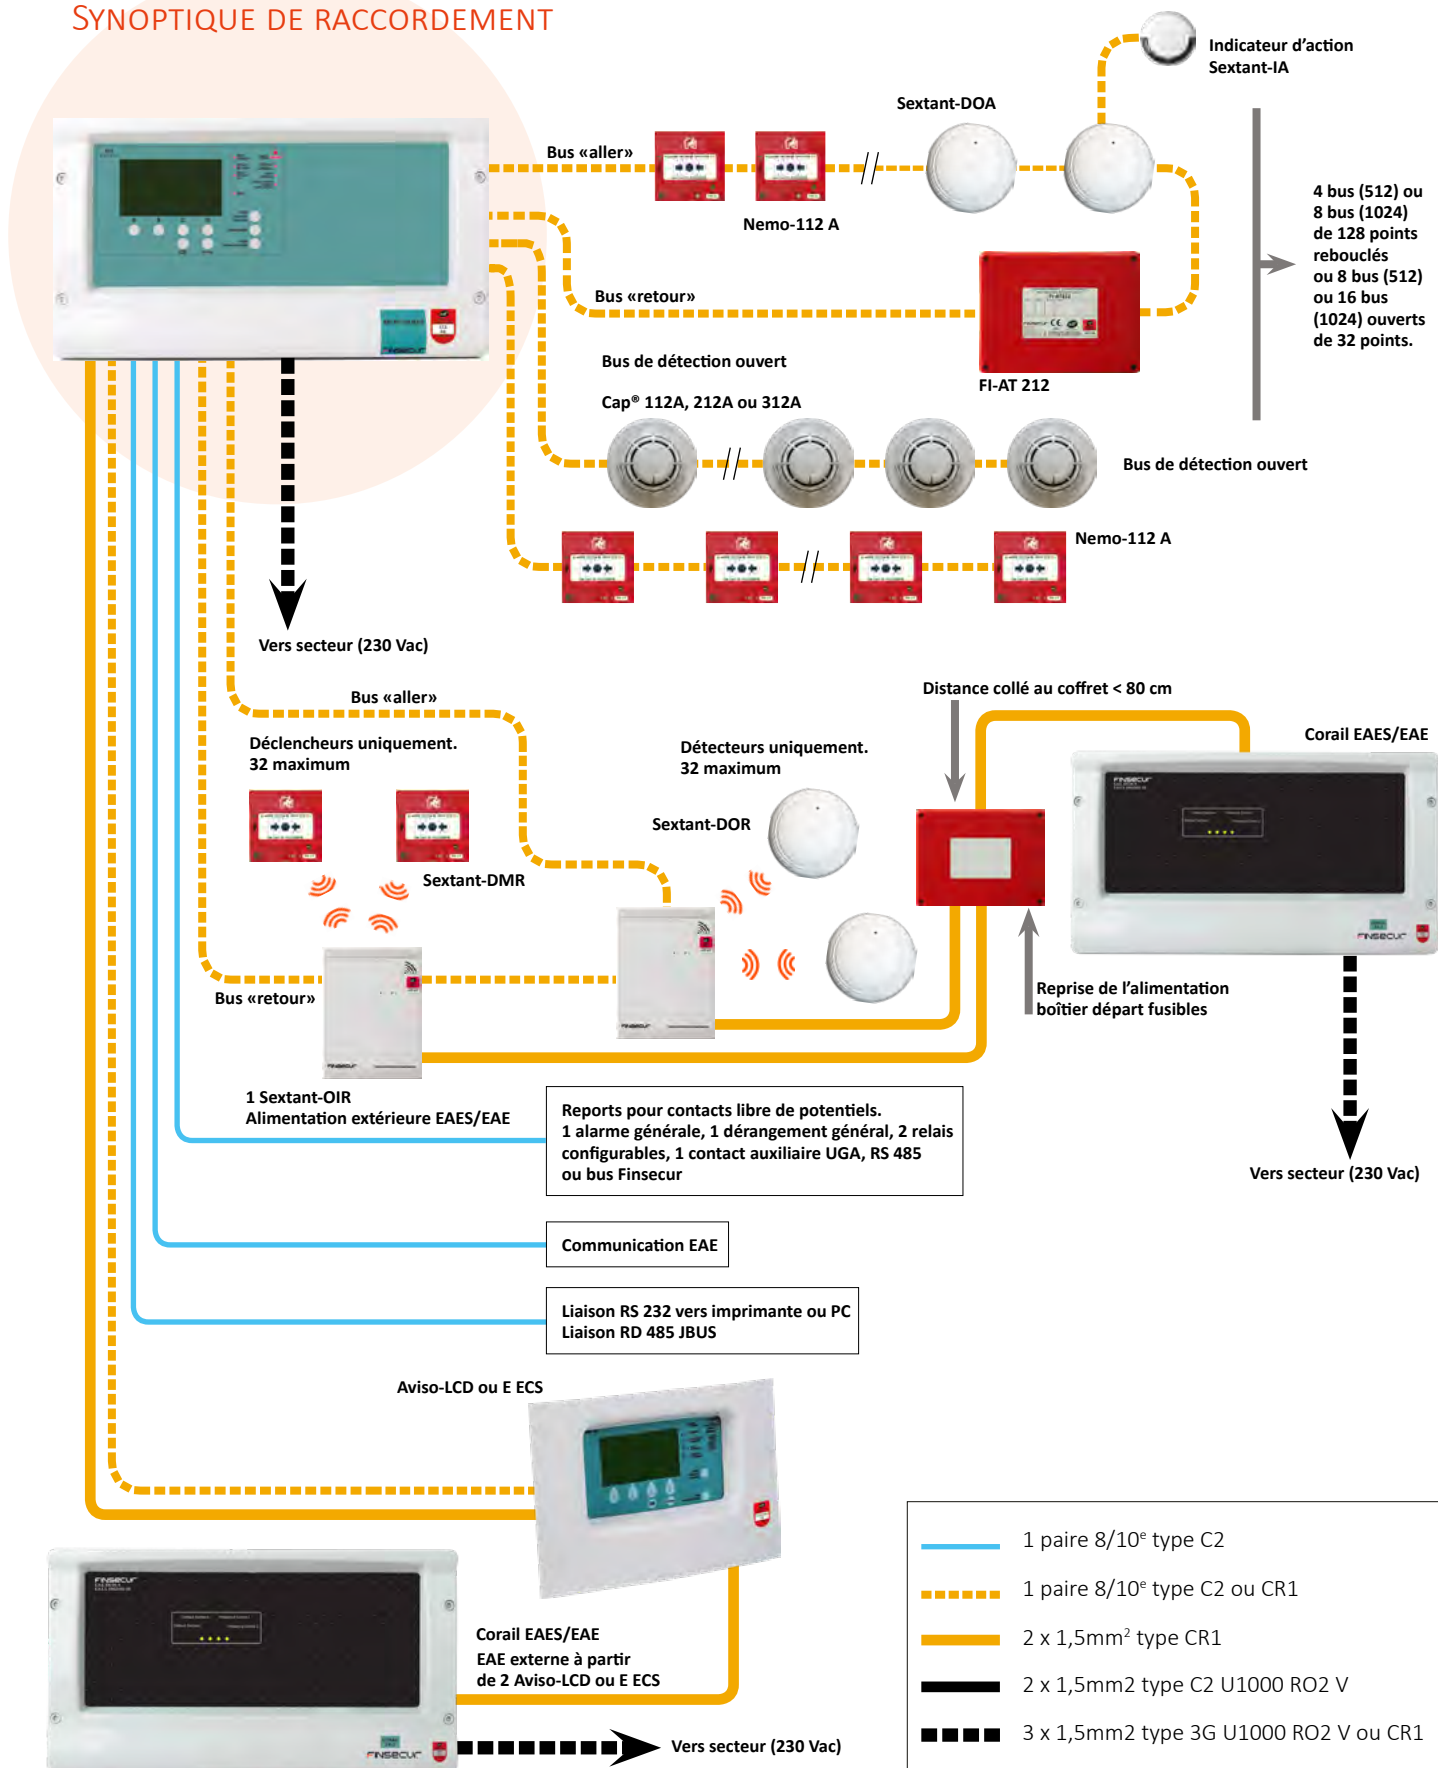 SYNOPTIQUE DE RACCORDEMENT
Indicateur d’action
Sextant-IA
Sextant-DOA
Bus «aller»
Nemo-112 A
4 bus (512) ou
8 bus (1024)
de 128 points
rebouclés
ou 8 bus (512)
ou 16 bus
(1024) ouverts
de 32 points.
Bus «retour»
FI-AT 212
Bus de détection ouvert
Cap® 112A, 212A ou 312A
Bus de détection ouvert
Nemo-112 A
Vers secteur (230 Vac)
Bus «aller»
Distance collé au coffret < 80 cm
Déclencheurs uniquement.
32 maximum
Détecteurs uniquement.
32 maximum
Corail EAES/EAE
FINSECUR
Sextant-DOR
Sextant-DMR
FINSECUR
Bus «retour»
Reprise de l’alimentation
boîtier départ fusibles
FINSECUR
FINSECUR
1 Sextant-OIR
Alimentation extérieure EAES/EAE
Reports pour contacts libre de potentiels.
1 alarme générale, 1 dérangement général, 2 relais
configurables, 1 contact auxiliaire UGA, RS 485
ou bus Finsecur
Vers secteur (230 Vac)
Communication EAE
Liaison RS 232 vers imprimante ou PC
Liaison RD 485 JBUS
Aviso-LCD ou E ECS
FINSECUR
Corail EAES/EAE
EAE externe à partir
de 2 Aviso-LCD ou E ECS
FINSECUR
Vers secteur (230 Vac)
1 paire 8/10e type C2
1 paire 8/10e type C2 ou CR1
2 x 1,5mm² type CR1
2 x 1,5mm2 type C2 U1000 RO2 V
3 x 1,5mm2 type 3G U1000 RO2 V ou CR1